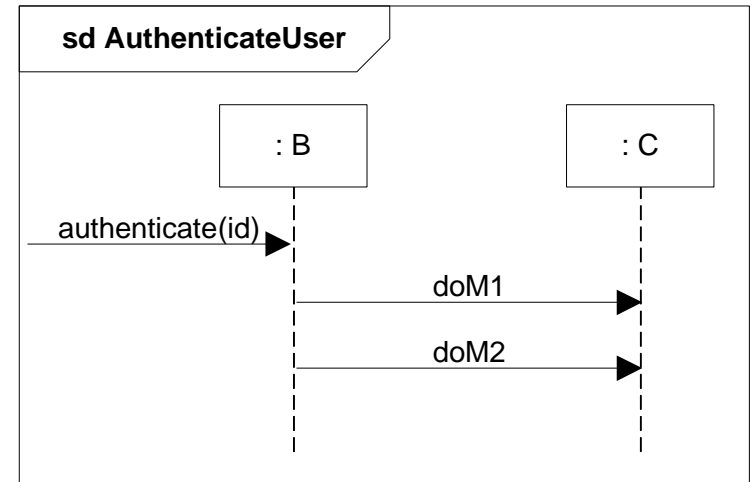 sd AuthenticateUser
: B
: C
authenticate(id)
doM1
doM2